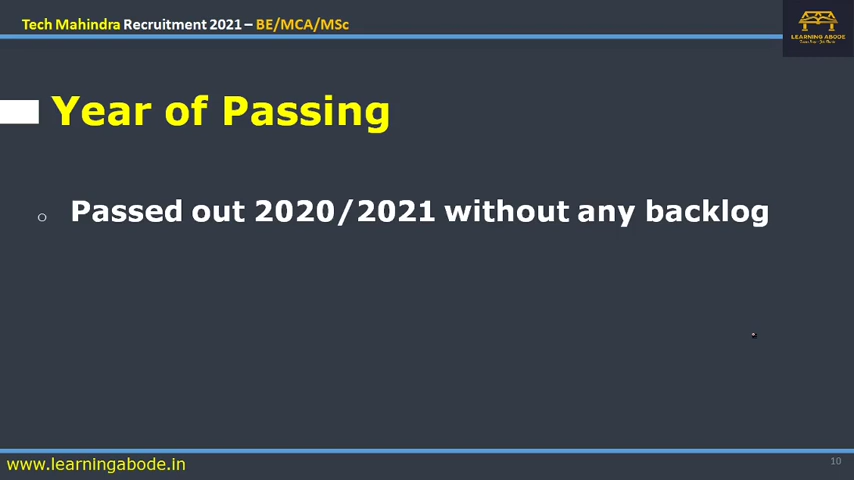 Tech Mahindra Recruitment 2021 – BE/MCA/MSc
LEARNING ABODE
Year of Passing
Passed out 2020/2021 without any backlog
www.learningabode.in
10